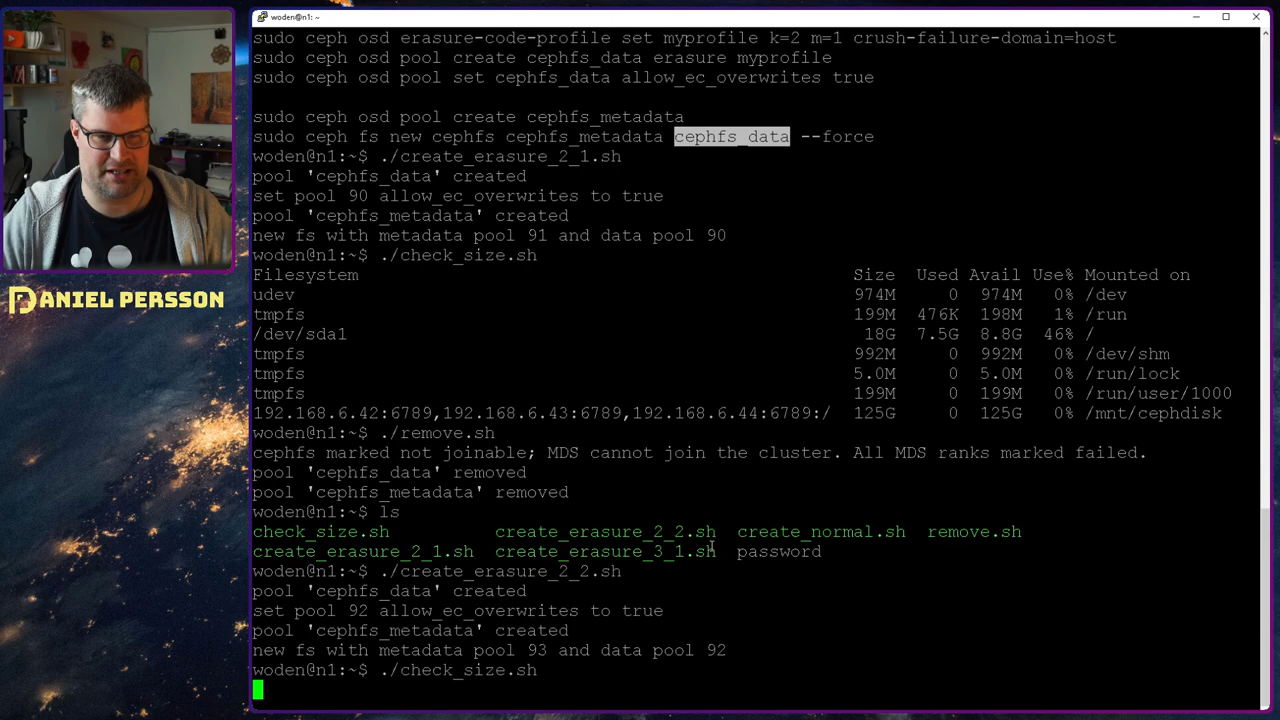 woden@n1: ~
sudo ceph osd erasure-code-profile set myprofile k=2 m=1 crush-failure-domain=host
sudo ceph osd pool create cephfs_data erasure myprofile
sudo ceph osd pool set cephfs_data allow_ec_overwrites true
sudo ceph osd pool create cephfs_metadata
sudo ceph fs new cephfs cephfs_metadata cephfs_data --force
woden@n1:~$ ./create_erasure_2_1.sh
pool 'cephfs_data' created
set pool 90 allow_ec_overwrites to true
pool 'cephfs_metadata' created
new fs with metadata pool 91 and data pool 90
woden@n1:~$ ./check_size.sh
Filesystem Size Used Avail Use% Mounted on
udev 974M 0 974M 0% /dev
tmpfs 199M 476K 198M 1% /run
/dev/sda1 18G 7.5G 8.8G 46% /
tmpfs 992M 0 992M 0% /dev/shm
tmpfs 5.0M 0 5.0M 0% /run/lock
tmpfs 199M 0 199M 0% /run/user/1000
192.168.6.42:6789,192.168.6.43:6789,192.168.6.44:6789:/ 125G 0 125G 0% /mnt/cephdisk
woden@n1:~$ ./remove.sh
cephfs marked not joinable; MDS cannot join the cluster. All MDS ranks marked failed.
pool 'cephfs_data' removed
pool 'cephfs_metadata' removed
woden@n1:~$ ls
check_size.sh create_erasure_2_2.sh create_normal.sh remove.sh
create_erasure_2_1.sh create_erasure_3_1.sh password
woden@n1:~$ ./create_erasure_2_2.sh
pool 'cephfs_data' created
set pool 92 allow_ec_overwrites to true
pool 'cephfs_metadata' created
new fs with metadata pool 93 and data pool 92
woden@n1:~$ ./check_size.sh
DANIEL PERSSON